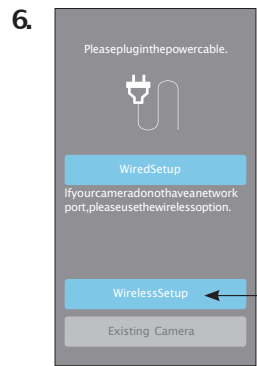 6.
Pleasepluginthepowercable.
WiredSetup
Ifyourcameradonothaveanetwork
port,pleaseusethewirelessoption.
WirelessSetup
Existing Camera